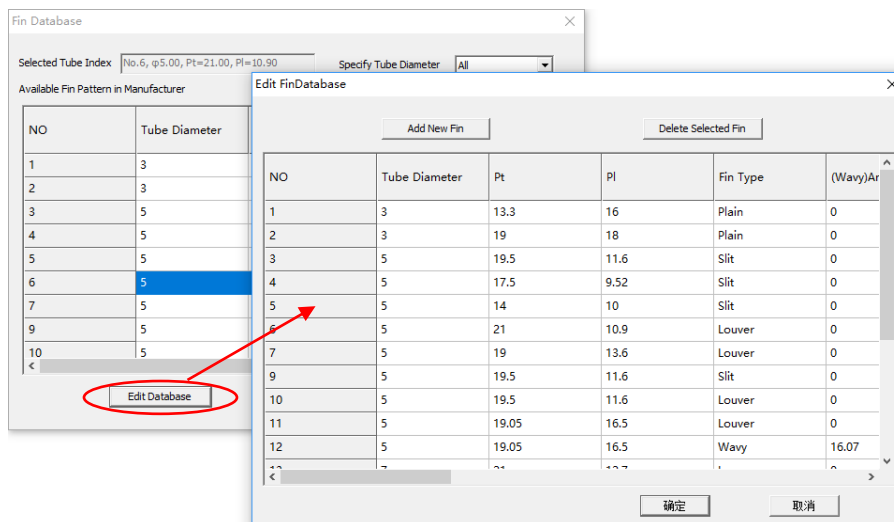 Fin Database
Selected Tube Index No.6, φ5.00, Pt=21.00, Pl=10.90 Specify Tube Diameter All
Available Fin Pattern in Manufacturer
NO Tube Diameter
1 3
2 3
3 5
4 5
5 5
6 5
7 5
9 5
10 5
Edit Database
Edit FinDatabase
Add New Fin Delete Selected Fin
NO Tube Diameter Pt Pl Fin Type (Wavy)Ar
1 3 13.3 16 Plain 0
2 3 19 18 Plain 0
3 5 19.5 11.6 Slit 0
4 5 17.5 9.52 Slit 0
5 5 14 10 Slit 0
6 5 21 10.9 Louver 0
7 5 19 13.6 Louver 0
9 5 19.5 11.6 Slit 0
10 5 19.5 11.6 Louver 0
11 5 19.05 16.5 Louver 0
12 5 19.05 16.5 Wavy 16.07
确定 取消